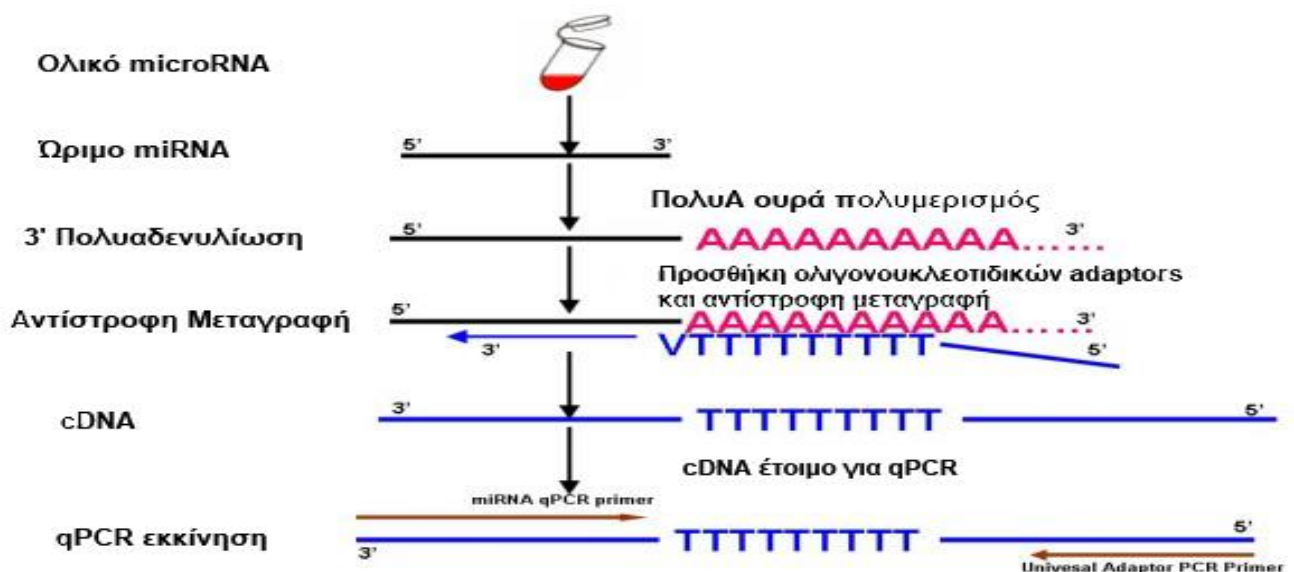 Ολικό microRNA
Ώριμο miRNA
5' 3'
ΠολυΑ ουρά πολυμερισμός
3' Πολυαδενυλίωση
5' AAAAAAAAAA...... 3'
Προσθήκη ολιγονουκλεοτιδικών adaptors
και αντίστροφη μεταγραφή
Αντίστροφη Μεταγραφή
5' AAAAAAAAAA...... 3'
3' VTTTTTTTTT 5'
cDNA
3' TTTTTTTTT 5'
cDNA έτοιμο για qPCR
miRNA qPCR primer
qPCR εκκίνηση
3' TTTTTTTTT 5'
Univesal Adaptor PCR Primer